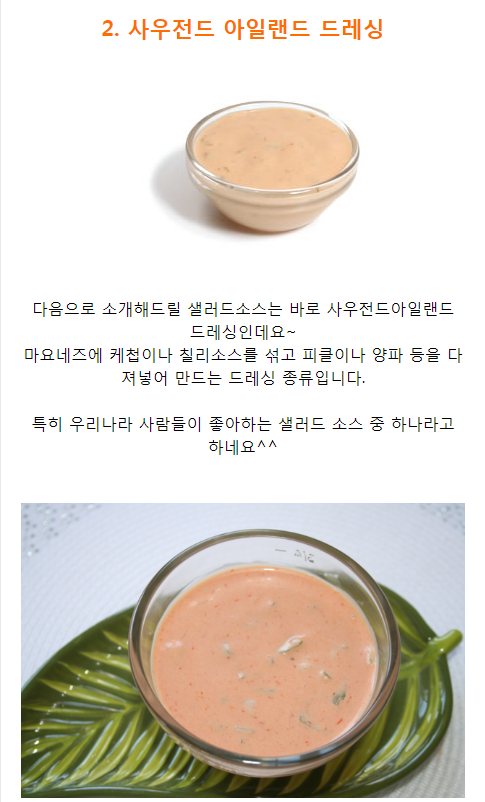 2. 사우전드 아일랜드 드레싱
다음으로 소개해드릴 샐러드소스는 바로 사우전드아일랜드
드레싱인데요~
마요네즈에 케첩이나 칠리소스를 섞고 피클이나 양파 등을 다
져넣어 만드는 드레싱 종류입니다.
특히 우리나라 사람들이 좋아하는 샐러드 소스 중 하나라고
하네요^^